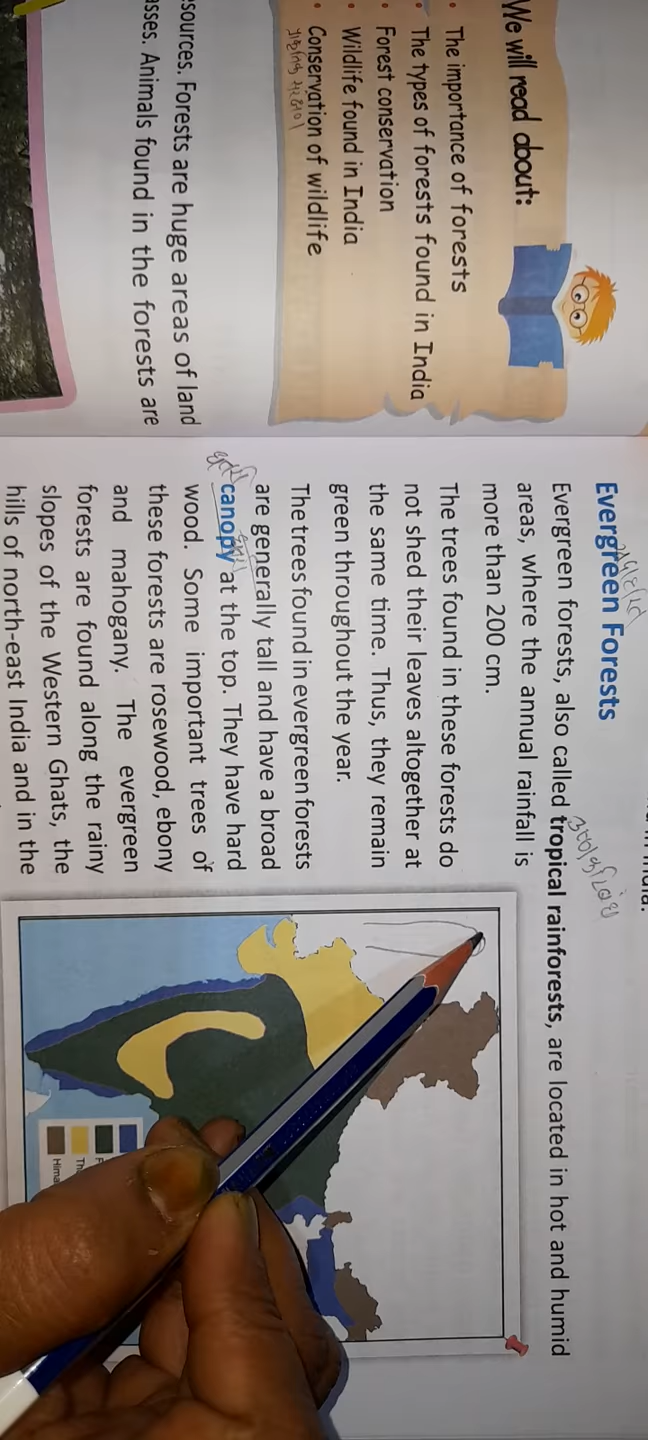 We will read about:
• The importance of forests
• The types of forests found in India
• Forest conservation
• Wildlife found in India
• Conservation of wildlife
sources. Forests are huge areas of land
sses. Animals found in the forests are
Evergreen Forests
Evergreen forests, also called tropical rainforests, are located in hot and humid
areas, where the annual rainfall is
more than 200 cm.
The trees found in these forests do
not shed their leaves altogether at
the same time. Thus, they remain
green throughout the year.
The trees found in evergreen forests
are generally tall and have a broad
canopy at the top. They have hard
wood. Some important trees of
these forests are rosewood, ebony
and mahogany. The evergreen
forests are found along the rainy
slopes of the Western Ghats, the
hills of north-east India and in the
Th
Hima